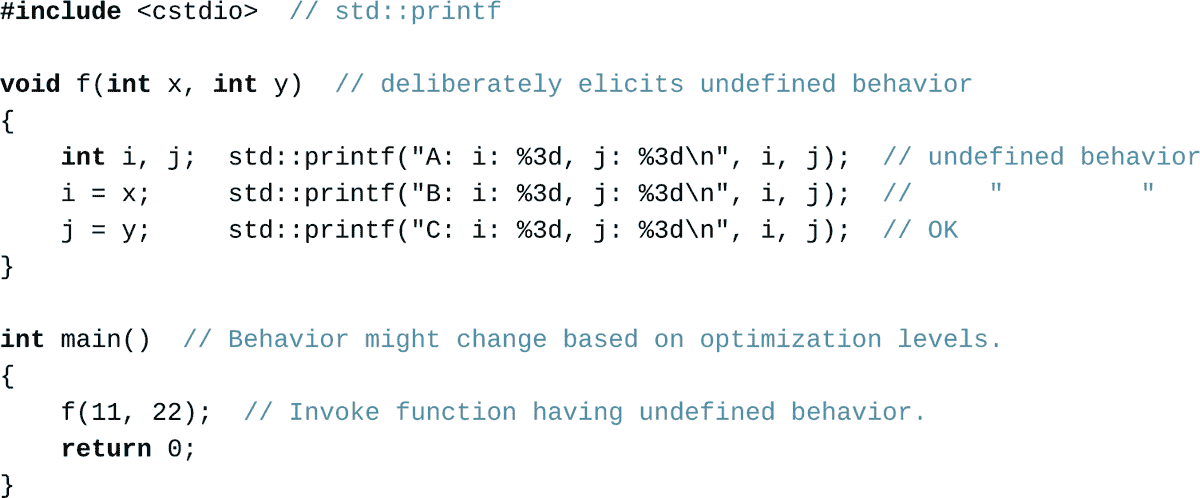 #include <cstdio>  // std::printf

void f(int x, int y)  // deliberately elicits undefined behavior
{
    int i, j;  std::printf("A: i: %3d, j: %3d\n", i, j);  // undefined behavior
    i = x;     std::printf("B: i: %3d, j: %3d\n", i, j);  //     "         "
    j = y;     std::printf("C: i: %3d, j: %3d\n", i, j);  // OK
}

int main()  // Behavior might change based on optimization levels.
{
    f(11, 22);  // Invoke function having undefined behavior.
    return 0;
}